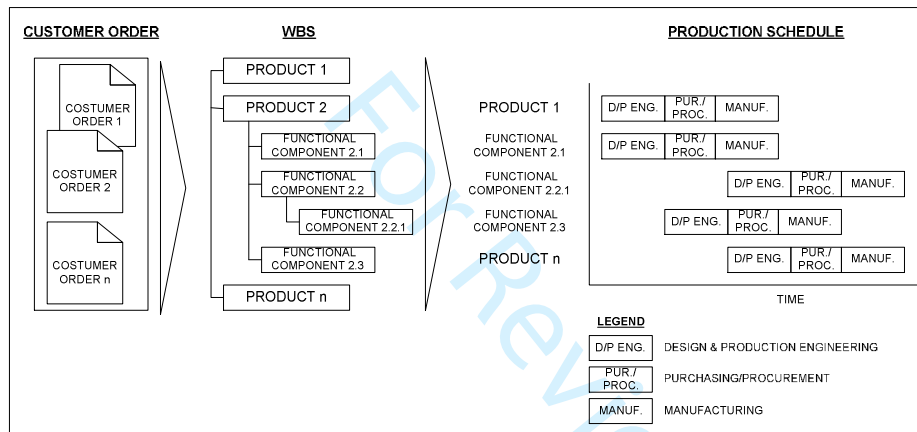 CUSTOMER ORDER
WBS
PRODUCTION SCHEDULE
COSTUMER
ORDER 1
COSTUMER
ORDER 2
COSTUMER
ORDER n
PRODUCT 1
PRODUCT 2
FUNCTIONAL
COMPONENT 2.1
FUNCTIONAL
COMPONENT 2.2
FUNCTIONAL
COMPONENT 2.2.1
FUNCTIONAL
COMPONENT 2.3
PRODUCT n
PRODUCT 1
FUNCTIONAL
COMPONENT 2.1
FUNCTIONAL
COMPONENT 2.2.1
FUNCTIONAL
COMPONENT 2.3
PRODUCT n
D/P ENG.
PUR./
PROC.
MANUF.
D/P ENG.
PUR./
PROC.
MANUF.
D/P ENG.
PUR./
PROC.
MANUF.
D/P ENG.
PUR./
PROC.
MANUF.
D/P ENG.
PUR./
PROC.
MANUF.
TIME
LEGEND
D/P ENG.
DESIGN & PRODUCTION ENGINEERING
PUR./
PROC.
PURCHASING/PROCUREMENT
MANUF.
MANUFACTURING
For Revi